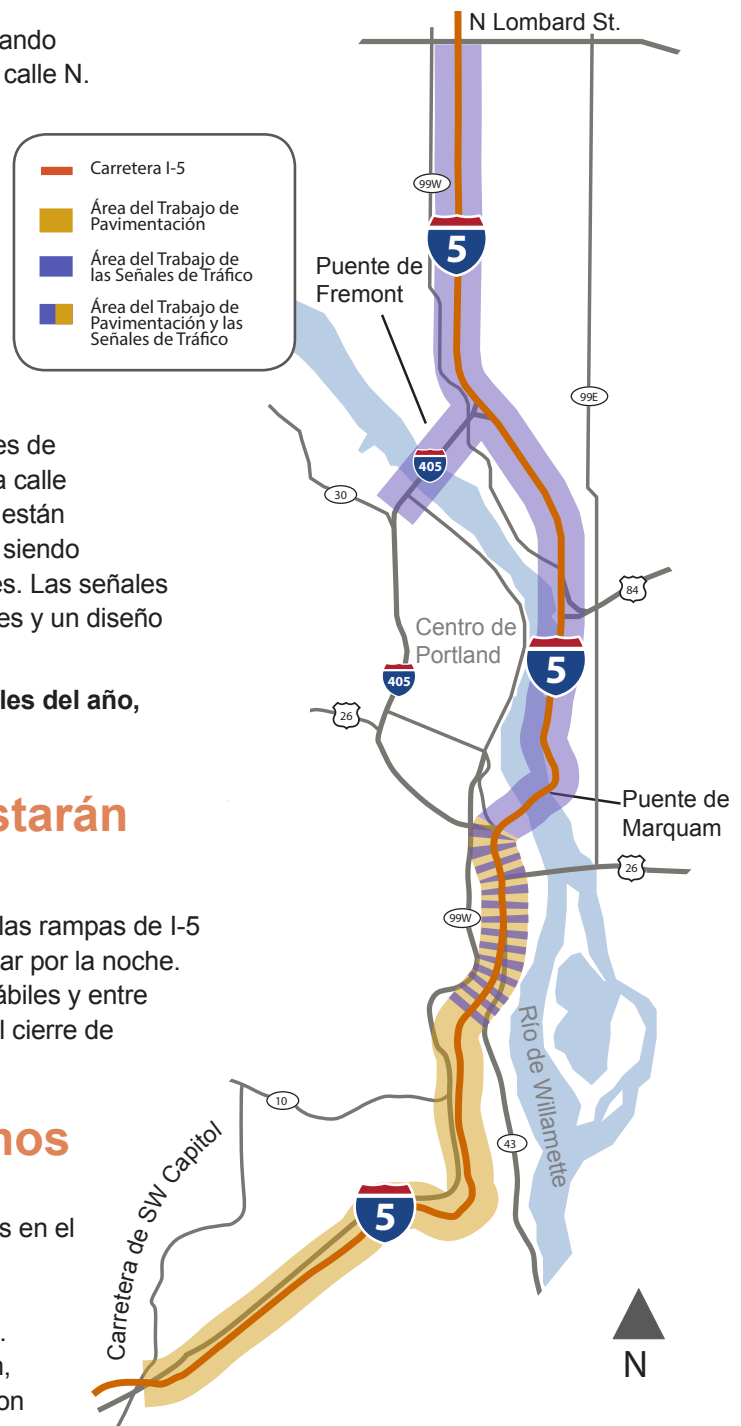 ando
calle N.
es de
a calle
están
siendo
es. Las señales
es y un diseño
les del año,
starán
las rampas de I-5
ar por la noche.
ábiles y entre
l cierre de
nos
s en el
.
,
on
Carretera I-5
Área del Trabajo de
Pavimentación
Área del Trabajo de
las Señales de Tráfico
Área del Trabajo de
Pavimentación y las
Señales de Tráfico
N Lombard St.
99W
5
Puente de
Fremont
99E
405
30
84
Centro de
Portland
5
405
26
Puente de
Marquam
26
99W
Río de Willamette
10
43
Carretera de SW Capitol
5
N